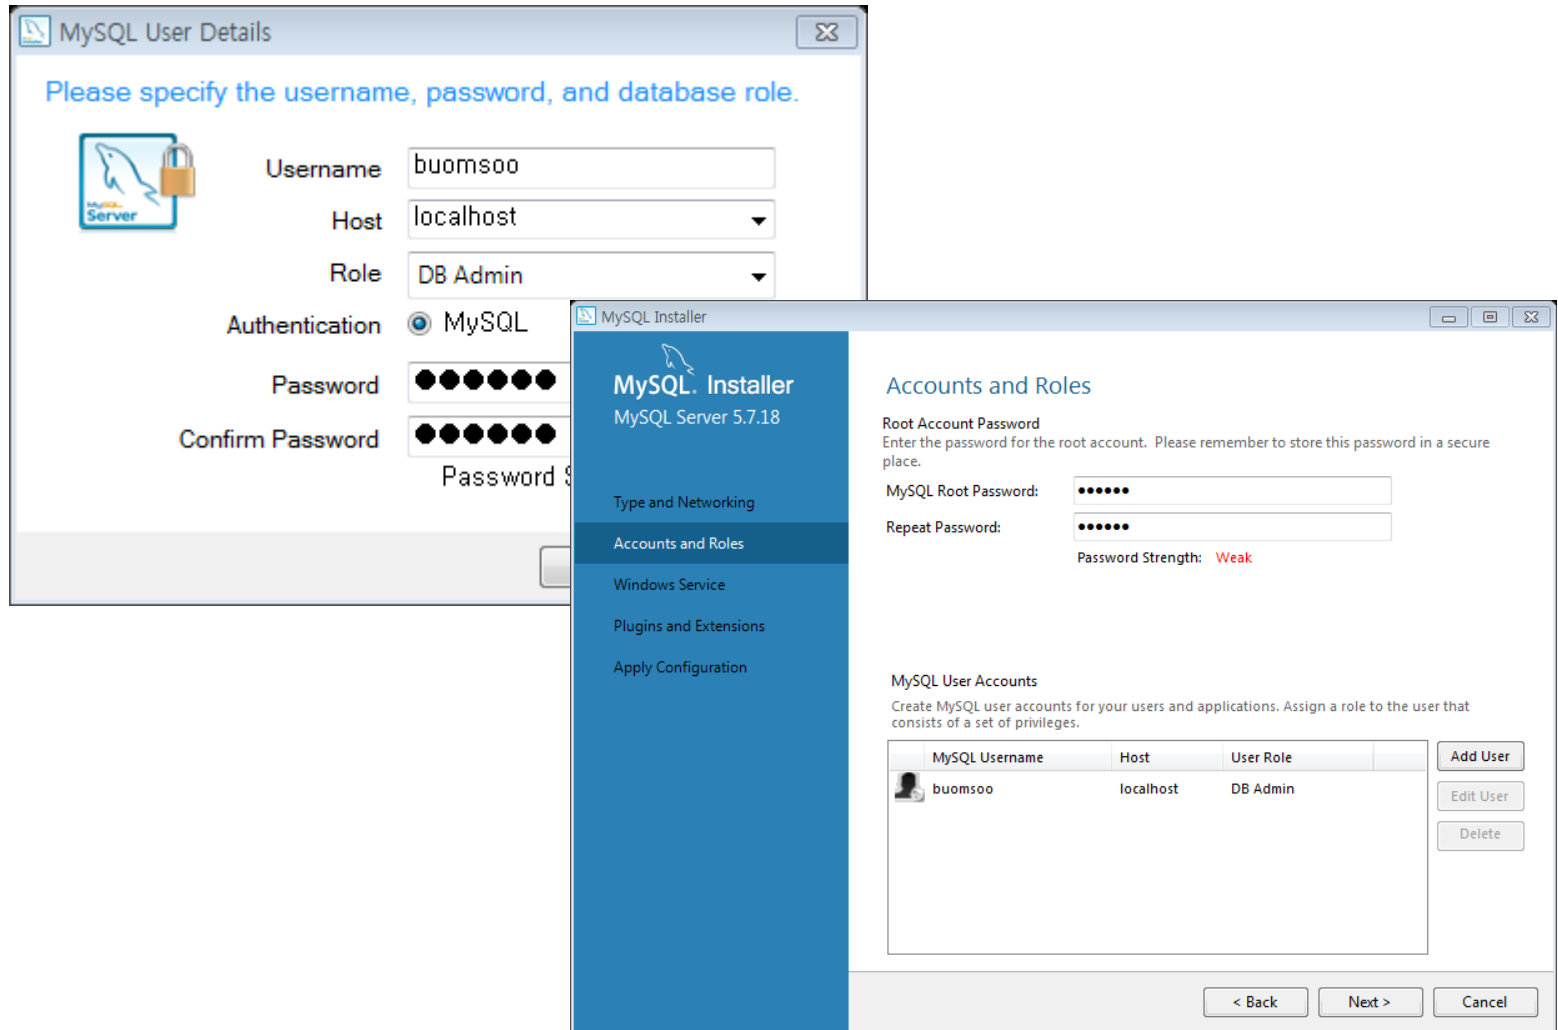 MySQL User Details
Please specify the username, password, and database role.
MySQL
Server
Username buomsoo
Host localhost
Role DB Admin
Authentication MySQL
Password ●●●●●●
Confirm Password ●●●●●●
Password
MySQL Installer
MySQL. Installer
MySQL Server 5.7.18
Type and Networking
Accounts and Roles
Windows Service
Plugins and Extensions
Apply Configuration
Accounts and Roles
Root Account Password
Enter the password for the root account. Please remember to store this password in a secure
place.
MySQL Root Password: ●●●●●●
Repeat Password: ●●●●●●
Password Strength: Weak
MySQL User Accounts
Create MySQL user accounts for your users and applications. Assign a role to the user that
consists of a set of privileges.
MySQL Username Host User Role
buomsoo localhost DB Admin
Add User
Edit User
Delete
< Back Next > Cancel